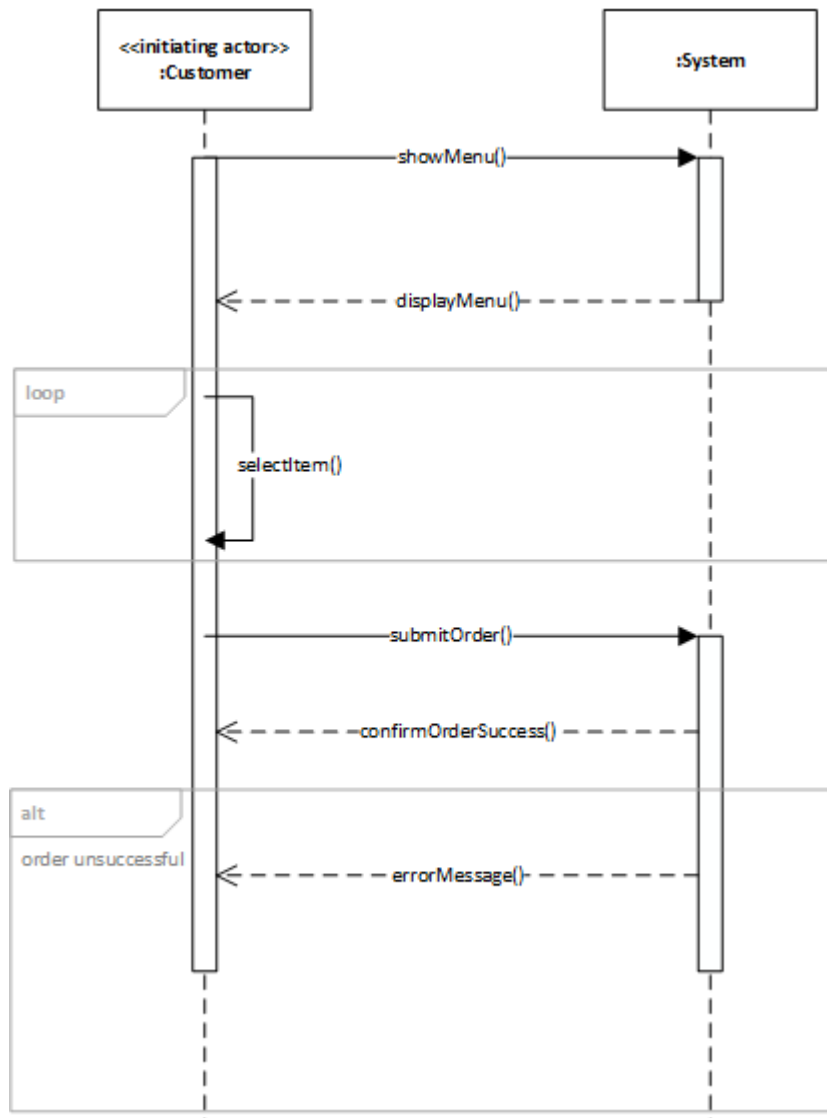 <<initiating actor>>
:Customer
:System
showMenu()
displayMenu()
loop
selectItem()
submitOrder()
confirmOrderSuccess()
alt
order unsuccessful
errorMessage()